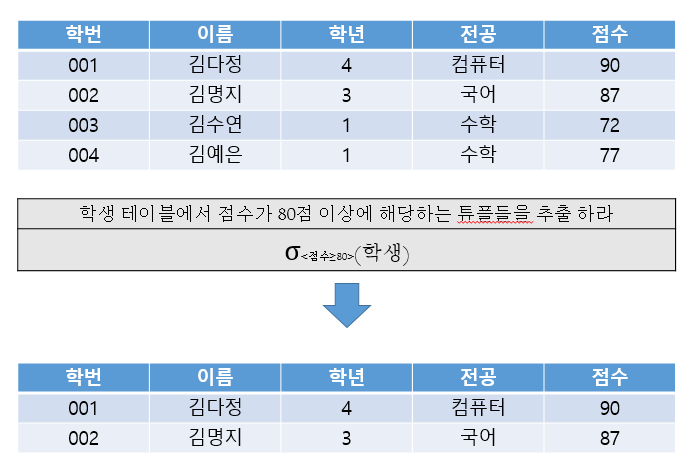 학번 이름 학년 전공 점수
001 김다정 4 컴퓨터 90
002 김명지 3 국어 87
003 김수연 1 수학 72
004 김예은 1 수학 77
학생 테이블에서 점수가 80점 이상에 해당하는 튜플들을 추출 하라
σ<점수≥80>(학생)
학번 이름 학년 전공 점수
001 김다정 4 컴퓨터 90
002 김명지 3 국어 87